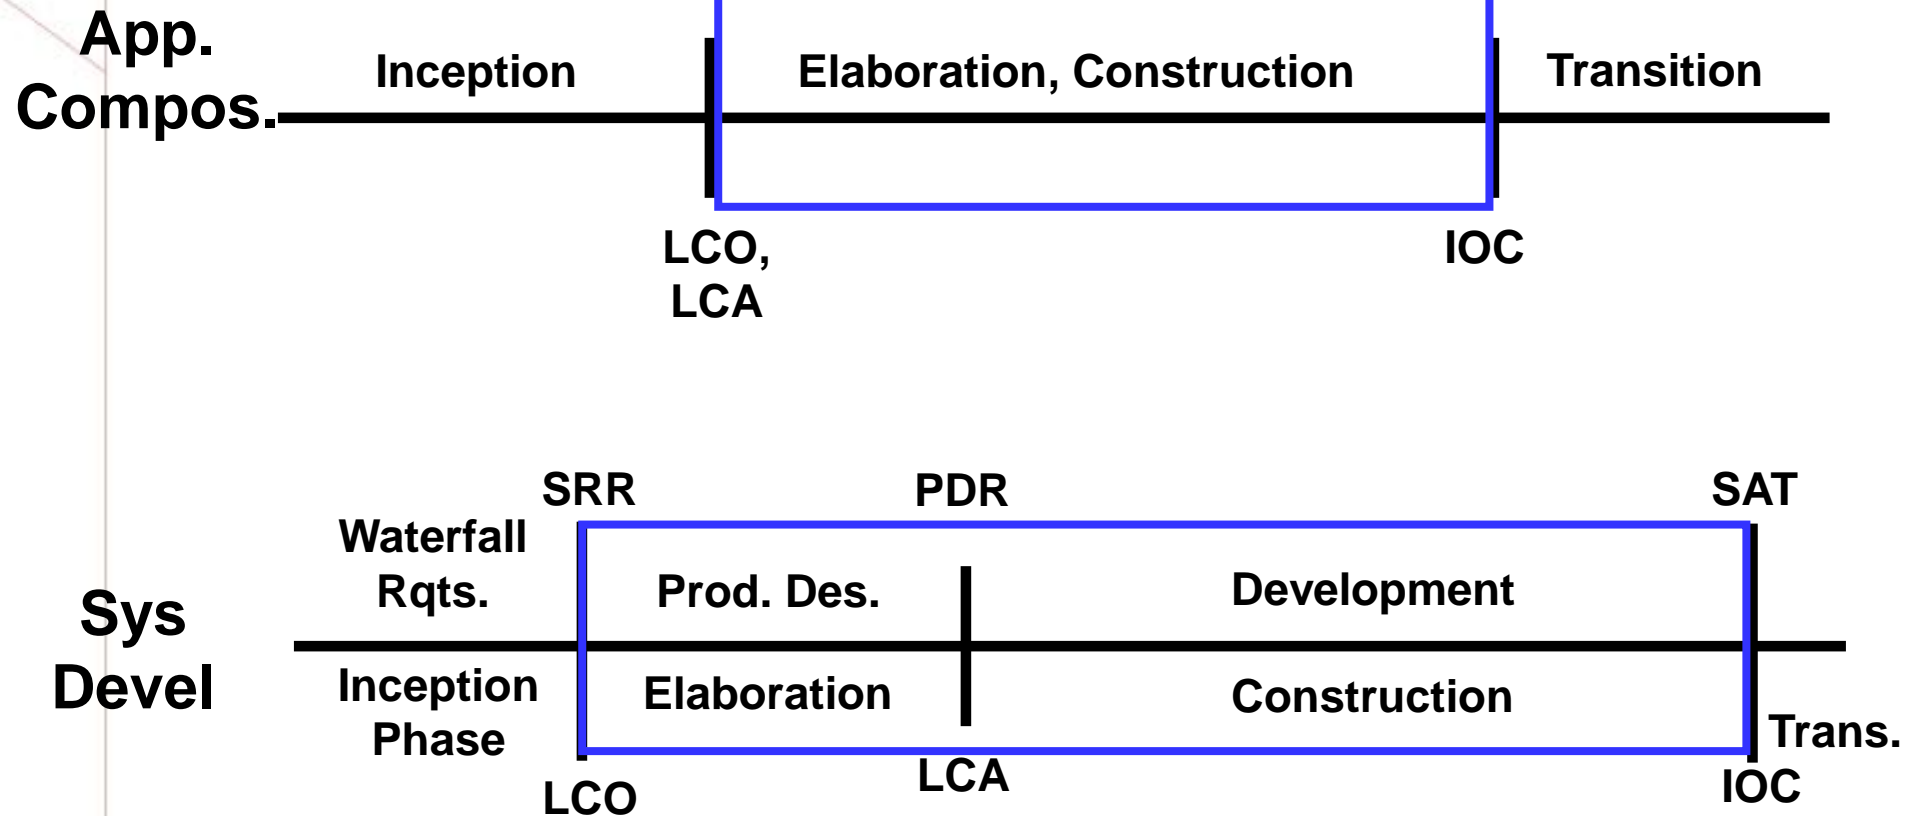 App.
Compos.
Inception
Elaboration, Construction
Transition
LCO,
LCA
IOC
SRR
PDR
SAT
Waterfall
Rqts.
Prod. Des.
Development
Sys
Devel
Inception
Phase
Elaboration
Construction
Trans.
LCO
LCA
IOC